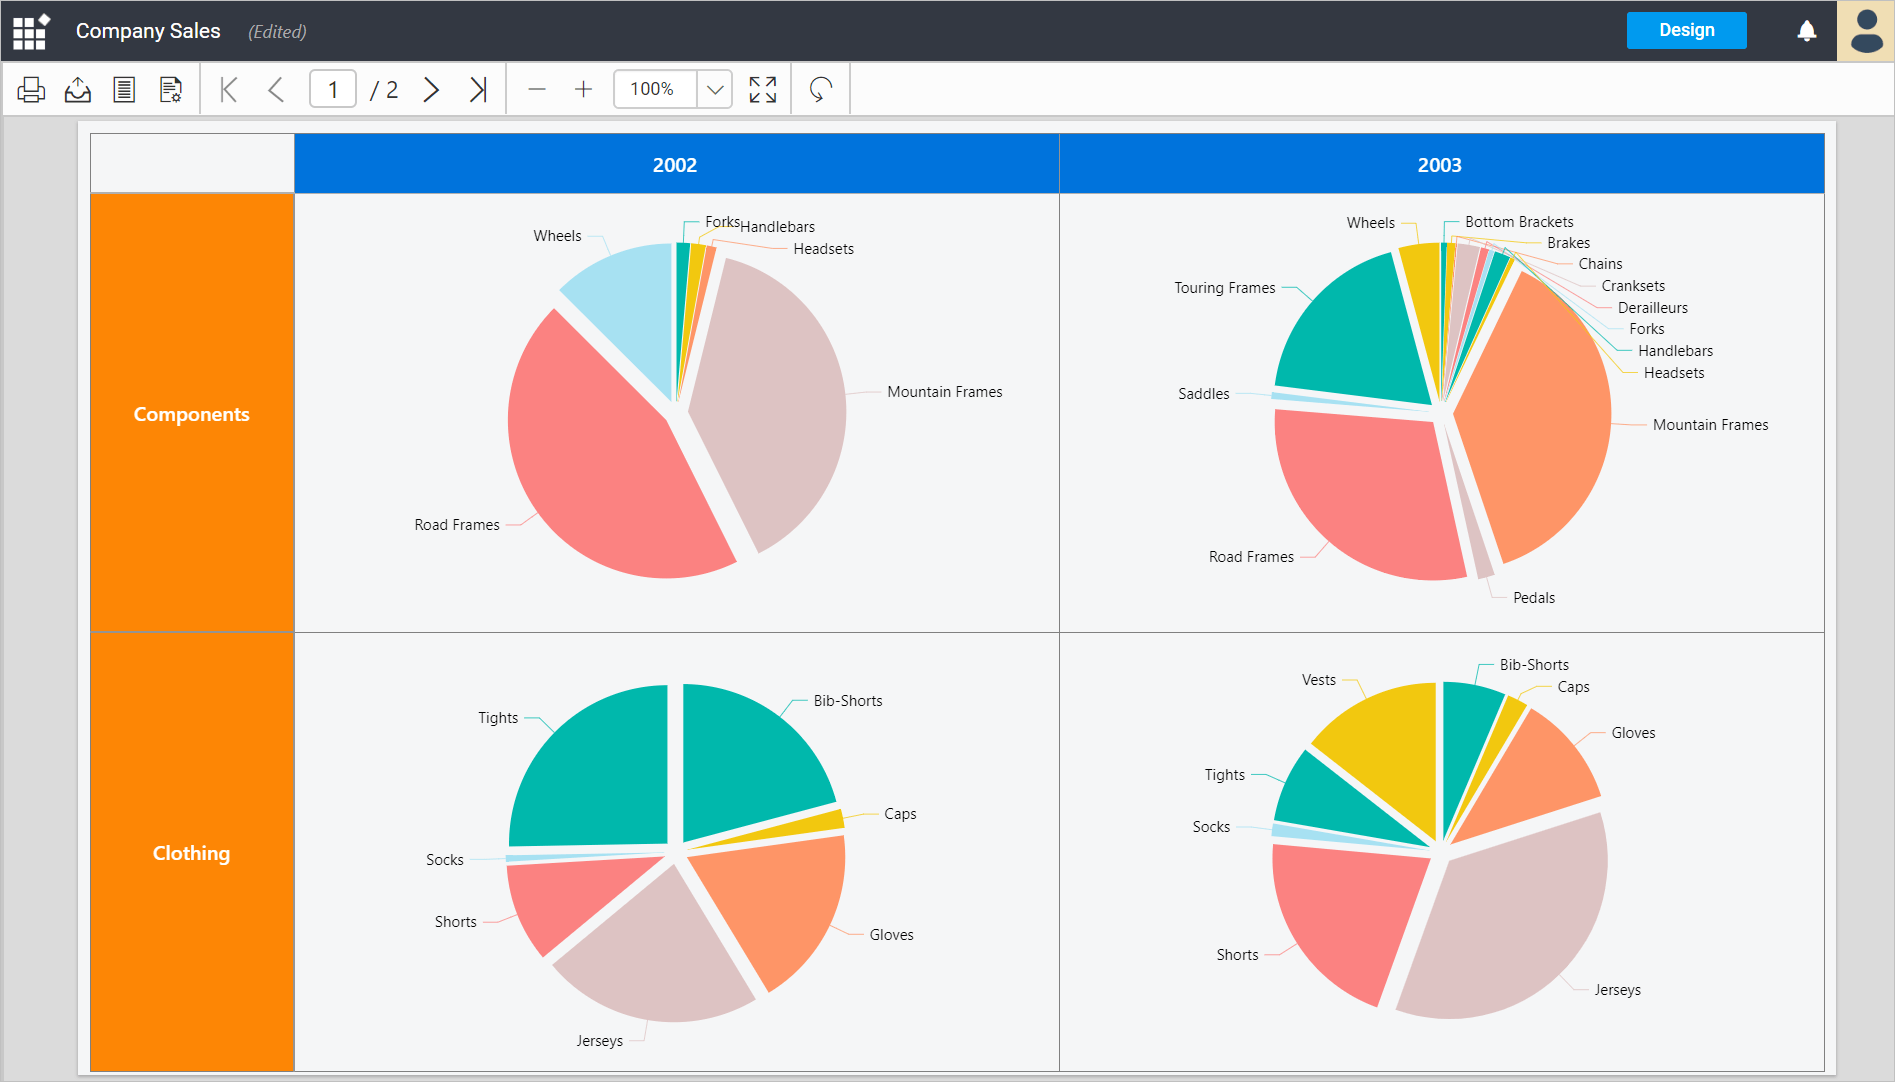 Company Sales (Edited) Design
1 / 2 100%
2002 2003
Components
Wheels
Forks
Handlebars
Headsets
Mountain Frames
Road Frames
Wheels
Bottom Brackets
Brakes
Chains
Cranksets
Derailleurs
Forks
Handlebars
Headsets
Touring Frames
Saddles
Mountain Frames
Road Frames
Pedals
Clothing
Tights
Bib-Shorts
Caps
Socks
Shorts
Gloves
Jerseys
Vests
Bib-Shorts
Caps
Gloves
Tights
Socks
Shorts
Jerseys